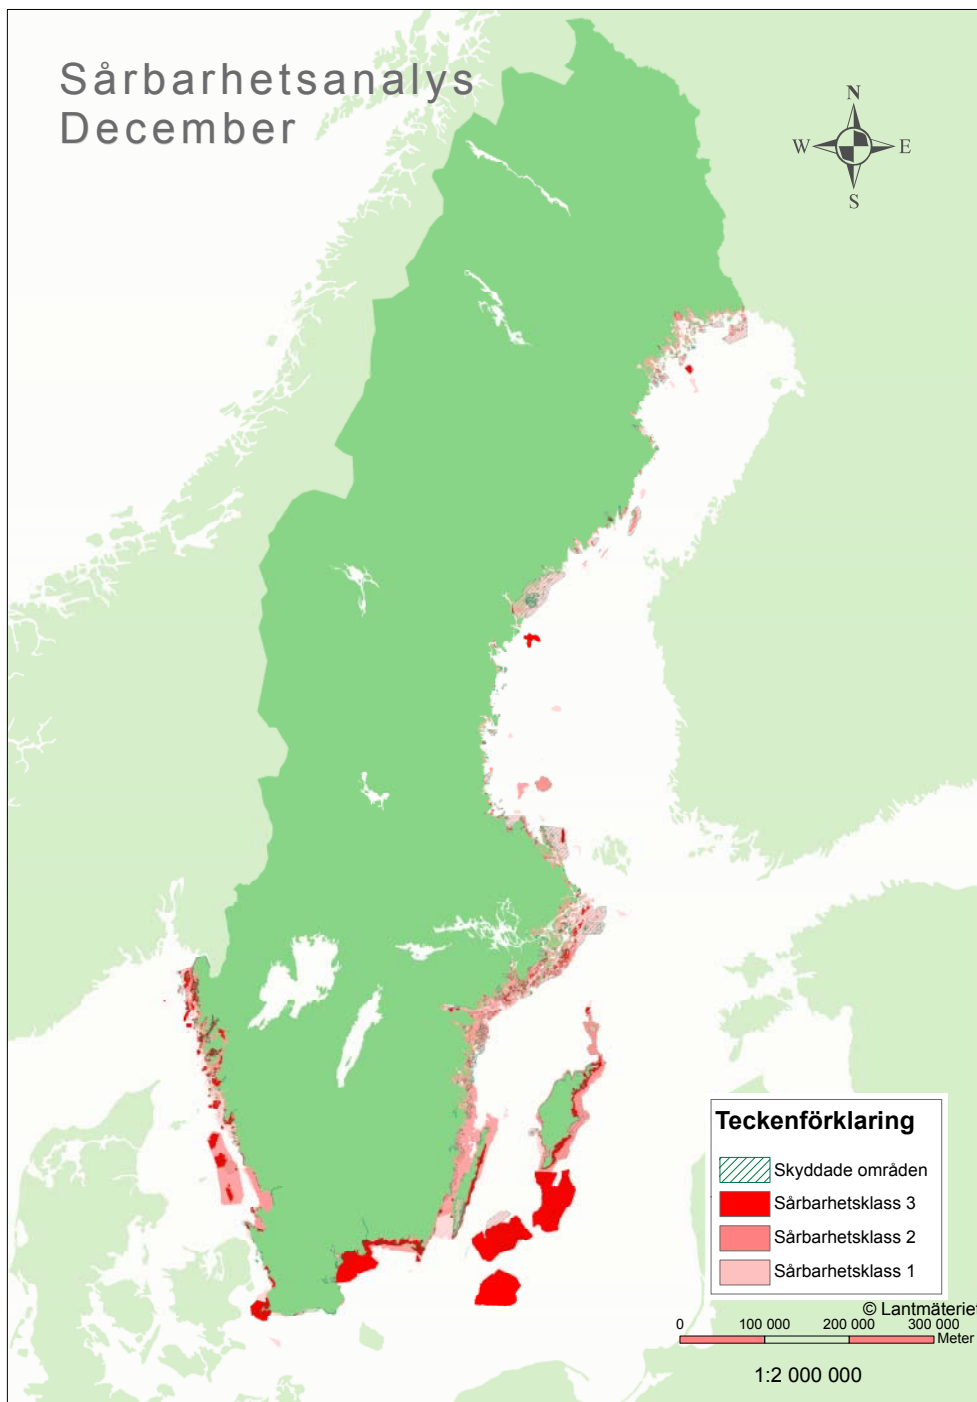 Sårbarhetsanalys
December
N
W E
S
Teckenförklaring
Skyddade områden
Sårbarhetsklass 3
Sårbarhetsklass 2
Sårbarhetsklass 1
© Lantmäteriet
0 100 000 200 000 300 000
Meter
1:2 000 000